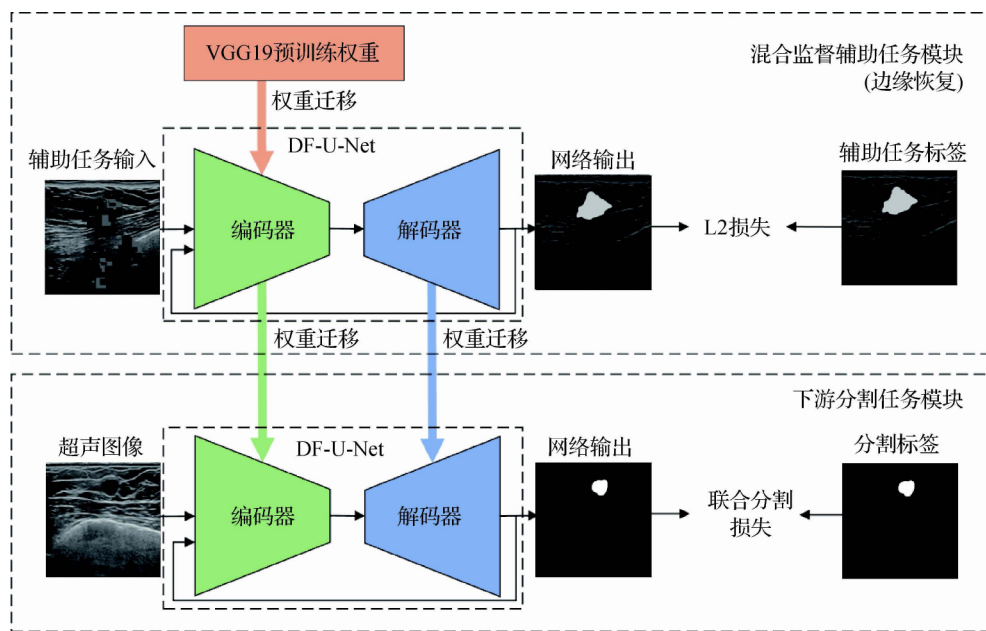 VGG19预训练权重
混合监督辅助任务模块
(边缘恢复)
权重迁移
DF-U-Net
辅助任务输入
网络输出
辅助任务标签
编码器
解码器
L2损失
权重迁移
权重迁移
下游分割任务模块
DF-U-Net
超声图像
网络输出
分割标签
编码器
解码器
联合分割
损失